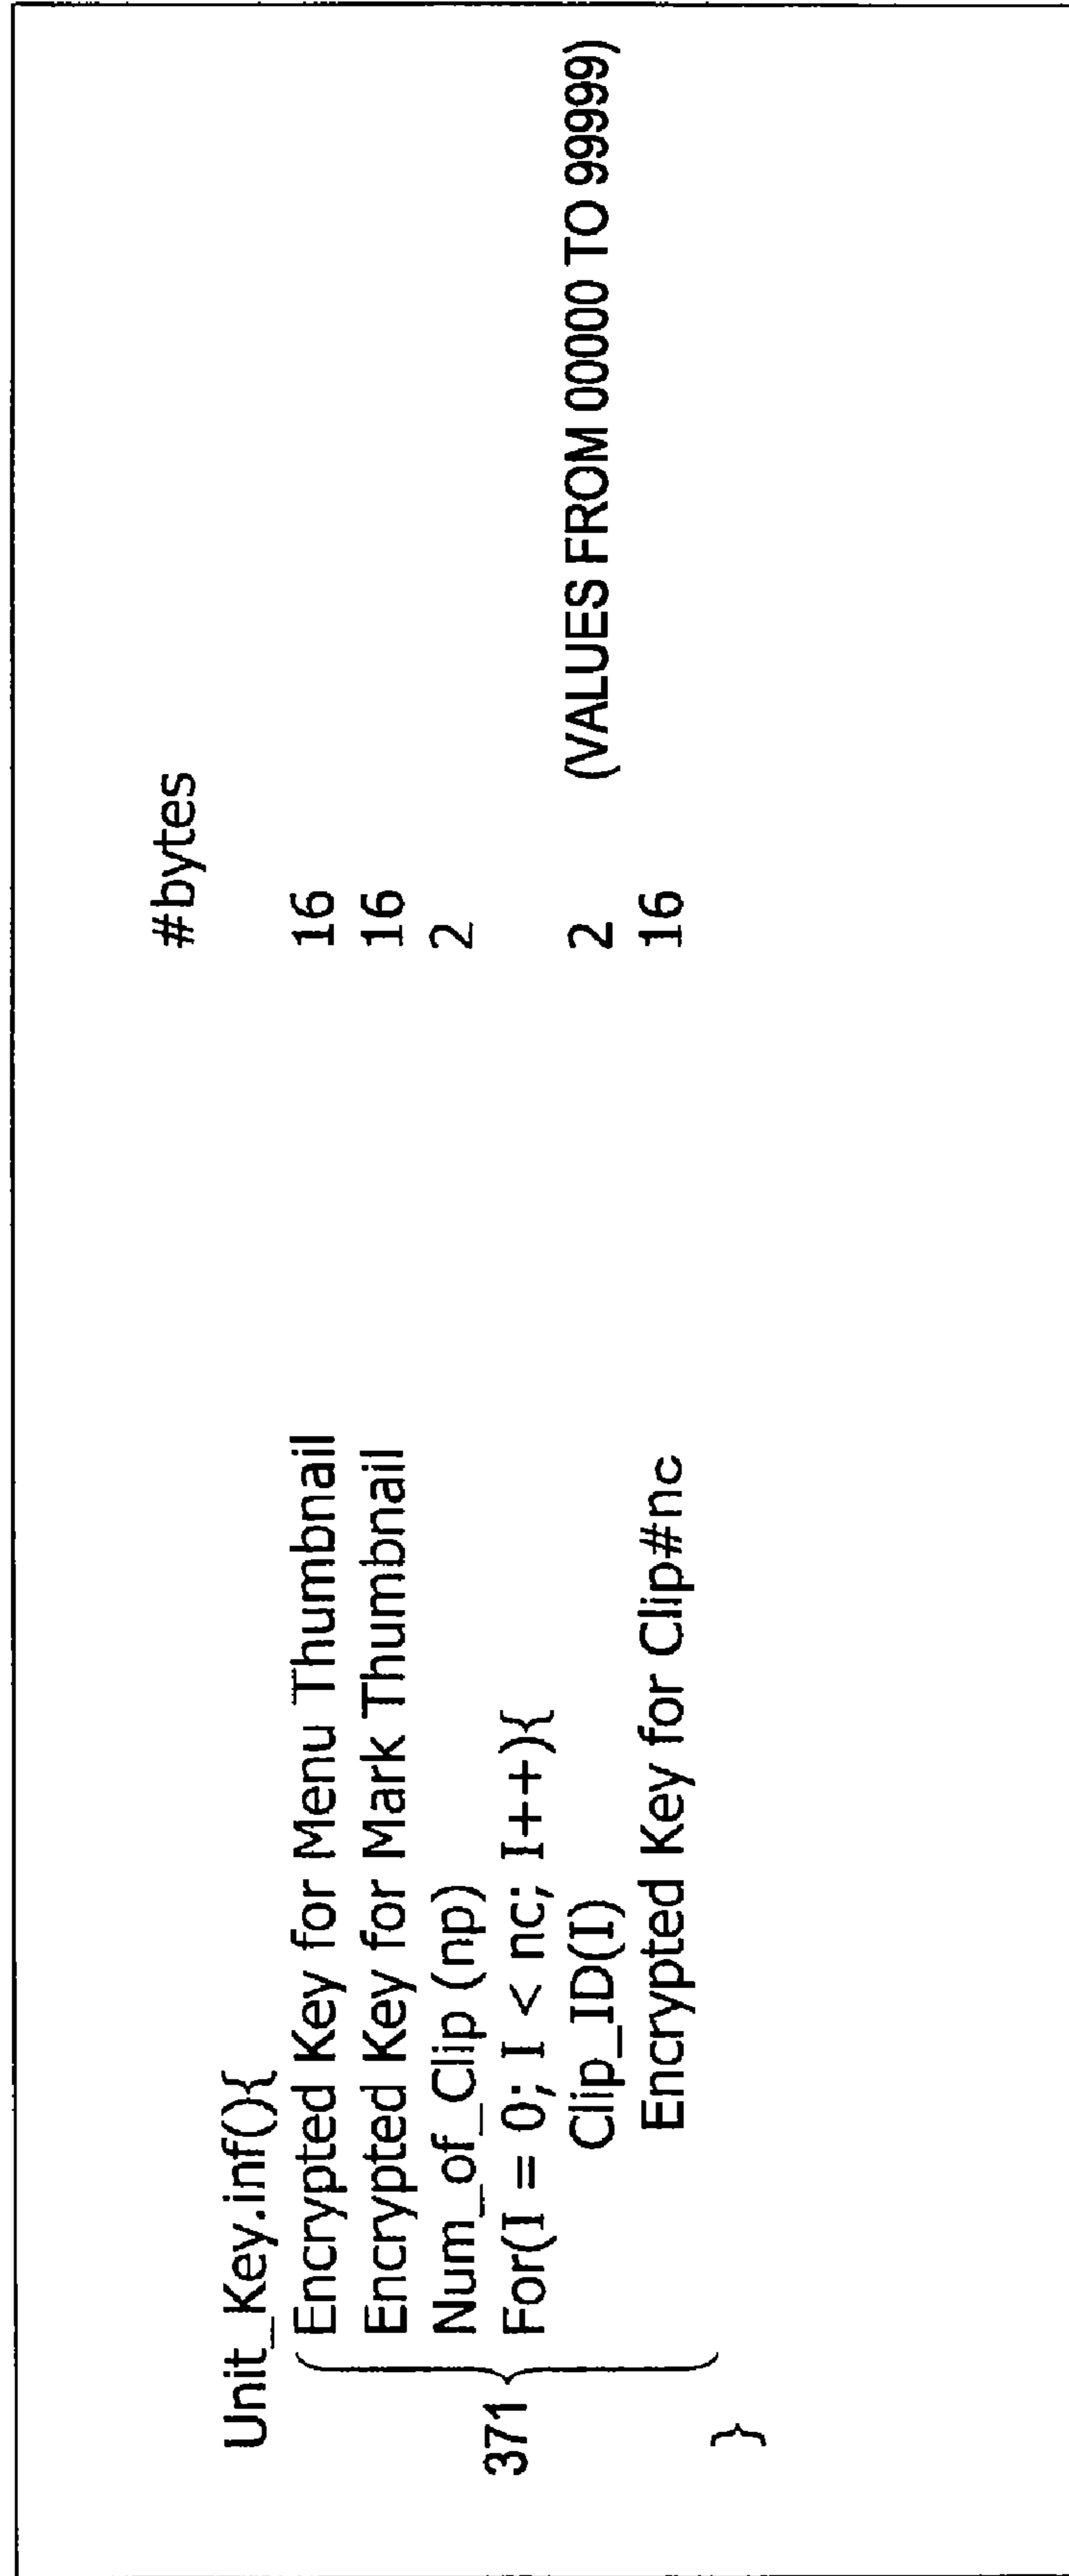 #bytes
Unit_Key.inf(){
Encrypted Key for Menu Thumbnail 16
Encrypted Key for Mark Thumbnail 16
Num_of_Clip (np) 2
371 For(I = 0; I < nc; I++){
Clip_ID(I) 2 (VALUES FROM 00000 TO 99999)
Encrypted Key for Clip#nc 16
}